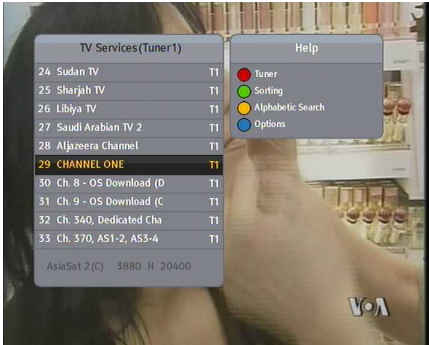 TV Services (Tuner1)
24 Sudan TV T1
25 Sharjah TV T1
26 Libiya TV T1
27 Saudi Arabian TV 2 T1
28 Aljazeera Channel T1
29 CHANNEL ONE T1
30 Ch. 8 - OS Download (D T1
31 Ch. 9 - OS Download (C T1
32 Ch. 340, Dedicated Cha T1
33 Ch. 370, AS1-2, AS3-4 T1
AsiaSat 2(C) 3880 H 20400
Help
Tuner
Sorting
Alphabetic Search
Options
VOA